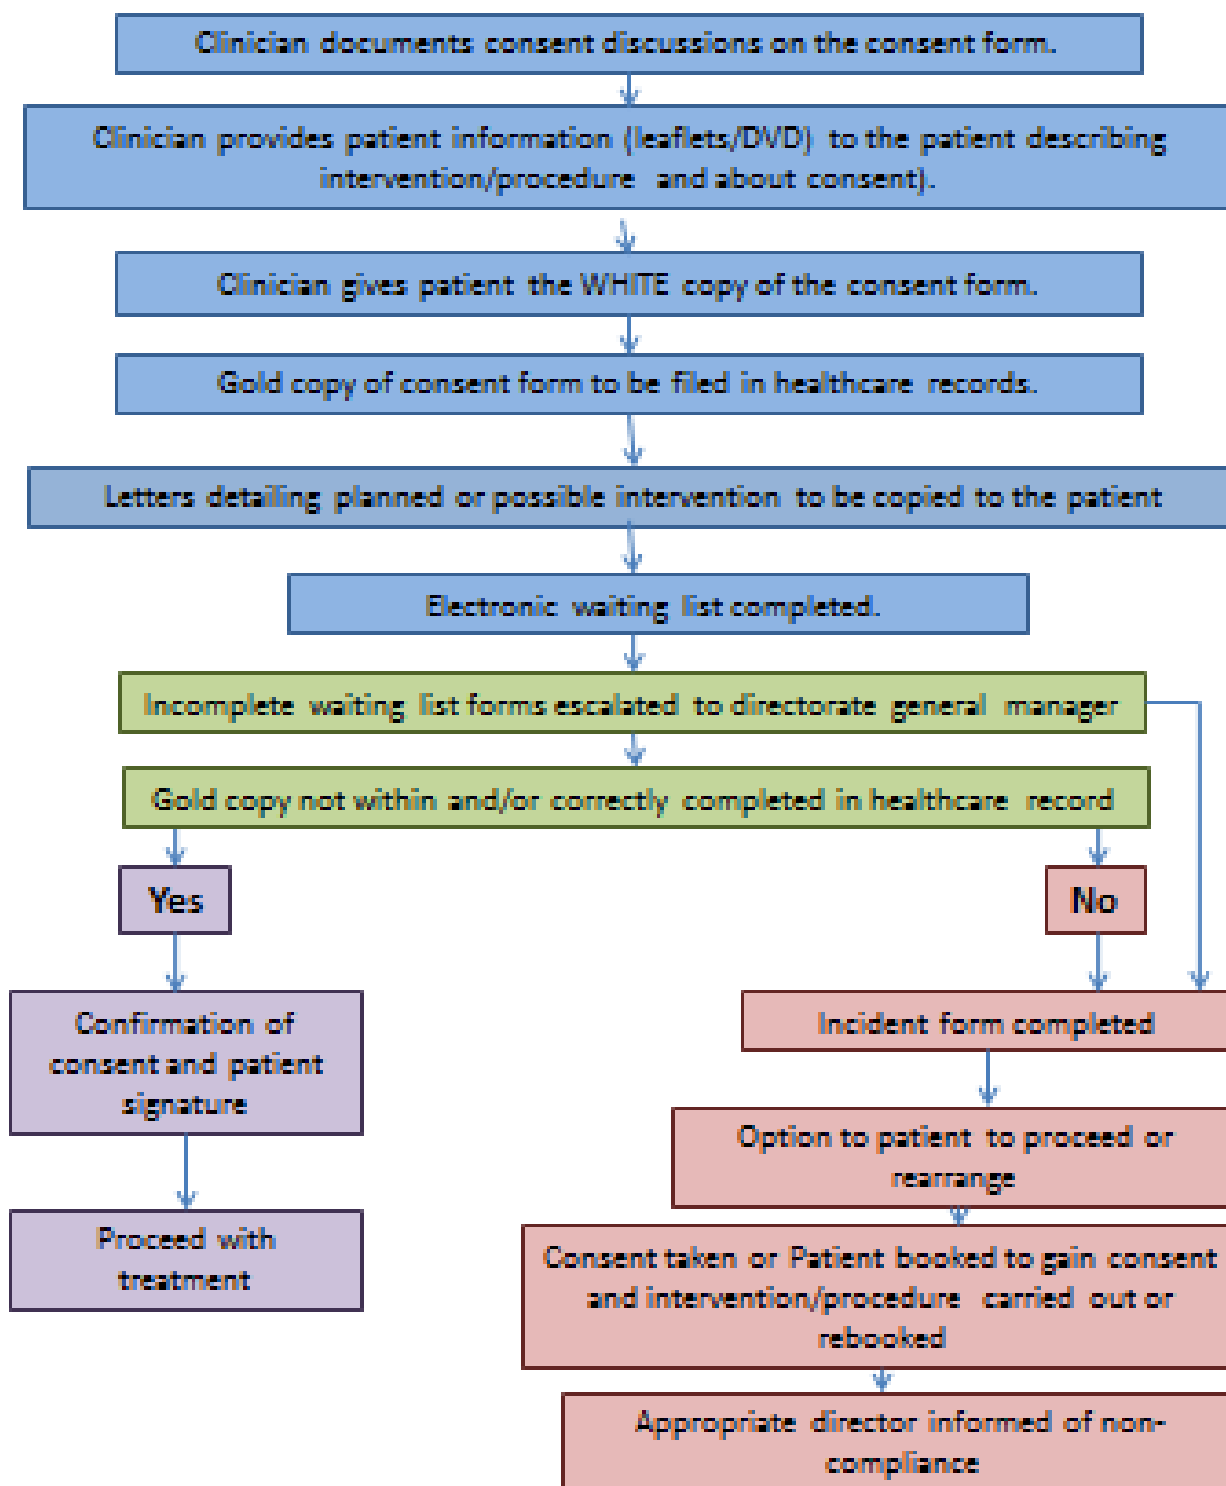 Clinician documents consent discussions on the consent form.
Clinician provides patient information (leaflets/DVD) to the patient describing
intervention/procedure and about consent).
Clinician gives patient the WHITE copy of the consent form.
Gold copy of consent form to be filed in healthcare records.
Letters detailing planned or possible intervention to be copied to the patient
Electronic waiting list completed.
Incomplete waiting list forms escalated to directorate general manager
Gold copy not within and/or correctly completed in healthcare record
Yes
No
Confirmation of
consent and patient
signature
Proceed with
treatment
Incident form completed
Option to patient to proceed or
rearrange
Consent taken or Patient booked to gain consent
and intervention/procedure carried out or
rebooked
Appropriate director informed of non-
compliance